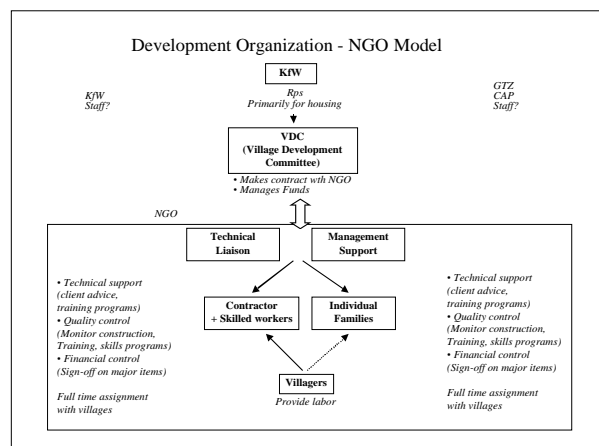 Development Organization - NGO Model
KfW
KfW
Staff?
Rps
Primarily for housing
GTZ
CAP
Staff?
VDC
(Village Development
Committee)
• Makes contract wth NGO
• Manages Funds
NGO
Technical
Liaison
Management
Support
• Technical support
(client advice,
training programs)
• Quality control
(Monitor construction,
Training, skills programs)
• Financial control
(Sign-off on major items)
Full time assignment
with villages
Contractor
+ Skilled workers
Individual
Families
Villagers
Provide labor
• Technical support
(client advice,
training programs)
• Quality control
(Monitor construction,
Training, skills programs)
• Financial control
(Sign-off on major items)
Full time assignment
with villages